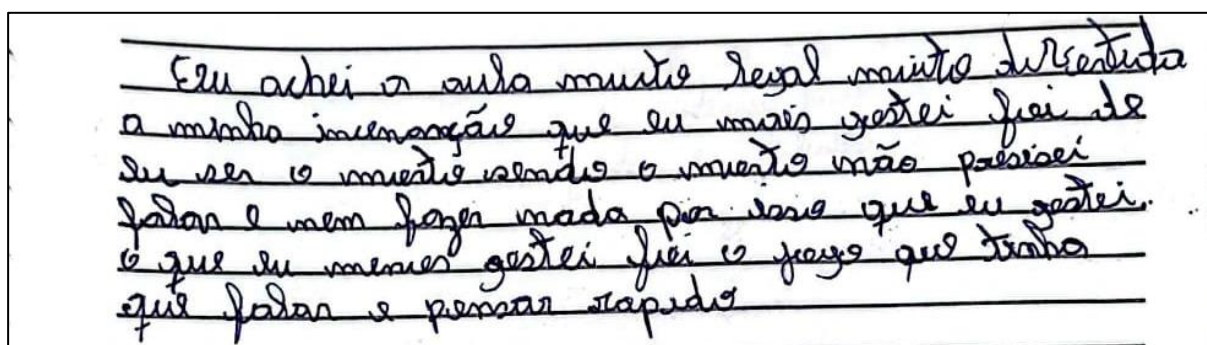 Eu achei a aula muito legal muito divertida
a minha incenanção que eu mais gostei foi de
eu ser o morto sendo o morto não presisei
falar e nem fazer nada por isso que eu gostei.
o que eu menos gostei foi o jogo que tinha
que falar e pensar rapido